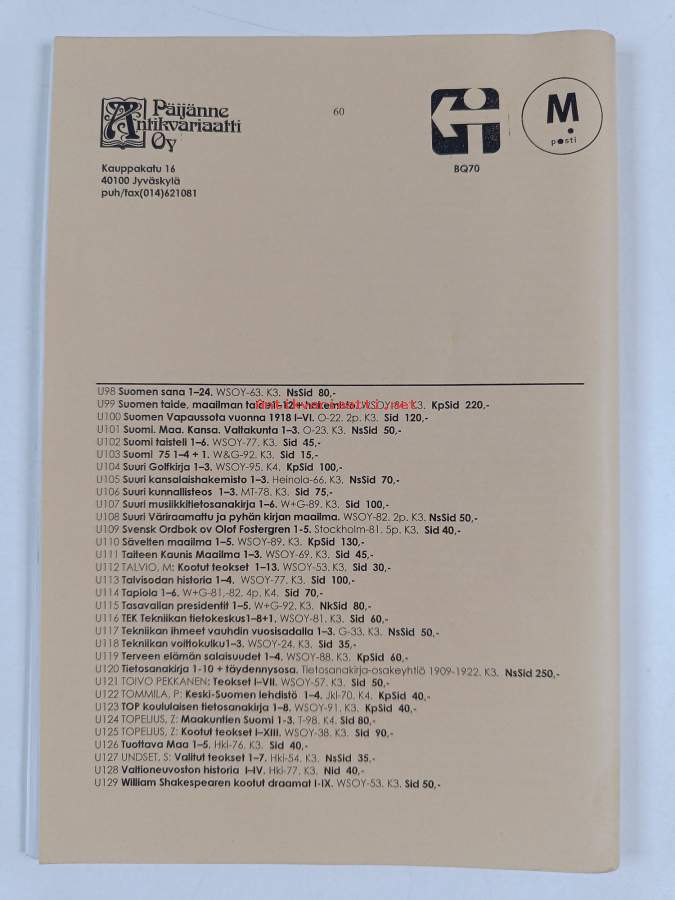 Päijänne
Antikvariaatti
Oy
60
M
posti
Kauppakatu 16
40100 Jyväskylä
puh/fax(014)621081
BQ70
U98 Suomen sana 1-24. WSOY-63. K3. NsSid 80,-
U99 Suomen taide, maailman taide 1-12 + hakemisto. WSOY-86. K3. KpSid 220,-
antikvariaatti.net
U100 Suomen Vapaussota vuonna 1918 I-VI. O-22. 2p. K3. Sid 120,-
U101 Suomi. Maa. Kansa. Valtakunta 1-3. O-23. K3. NsSid 50,-
U102 Suomi taisteli 1-6. WSOY-77. K3. Sid 45,-
U103 Suomi 75 1-4 + 1. W&G-92. K3. Sid 15,-
U104 Suuri Golfkirja 1-3. WSOY-95. K4. KpSid 100,-
U105 Suuri kansalaishakemisto 1-3. Heinola-66. K3. NsSid 70,-
U106 Suuri kunnallisteos 1-3. MT-78. K3. Sid 75,-
U107 Suuri musiikkitietosanakirja 1-6. W+G-89. K3. Sid 100,-
U108 Suuri Väriraamattu ja pyhän kirjan maailma. WSOY-82. 2p. K3. NsSid 50,-
U109 Svensk Ordbok ov Olof Fostergren 1-5. Stockholm-81. 5p. K3. Sid 40,-
U110 Sävelten maailma 1-5. WSOY-89. K3. KpSid 130,-
U111 Taiteen Kaunis Maailma 1-3. WSOY-69. K3. Sid 45,-
U112 TALVIO, M: Kootut teokset 1-13. WSOY-53. K3. Sid 30,-
U113 Talvisodan historia 1-4. WSOY-77. K3. Sid 100,-
U114 Tapiola 1-6. W+G-81,-82. 4p. K4. Sid 70,-
U115 Tasavallan presidentit 1-5. W+G-92. K3. NkSid 80,-
U116 TEK Tekniikan tietokeskus1-8+1. WSOY-81. K3. Sid 60,-
U117 Tekniikan ihmeet vauhdin vuosisadalla 1-3. G-33. K3. NsSid 50,-
U118 Tekniikan voittokulku1-3. WSOY-24. K3. Sid 35,-
U119 Terveen elämän salaisuudet 1-4. WSOY-88. K3. KpSid 60,-
U120 Tietosanakirja 1-10 + täydennysosa. Tietosanakirja-osakeyhtiö 1909-1922. K3. NsSid 250,-
U121 TOIVO PEKKANEN: Teokset I-VII. WSOY-57. K3. Sid 50,-
U122 TOMMILA, P: Keski-Suomen lehdistö 1-4. Jkl-70. K4. KpSid 40,-
U123 TOP koululaisen tietosanakirja 1-8. WSOY-91. K3. KpSid 40,-
U124 TOPELIUS, Z: Maakuntien Suomi 1-3. T-98. K4. Sid 80,-
U125 TOPELIUS, Z: Kootut teokset I-XIII. WSOY-38. K3. Sid 90,-
U126 Tuottava Maa 1-5. Hki-76. K3. Sid 40,-
U127 UNDSET, S: Valitut teokset 1-7. Hki-54. K3. NsSid 35,-
U128 Valtioneuvoston historia I-IV. Hki-77. K3. Nid 40,-
U129 William Shakespearen kootut draamat I-IX. WSOY-53. K3. Sid 50,-